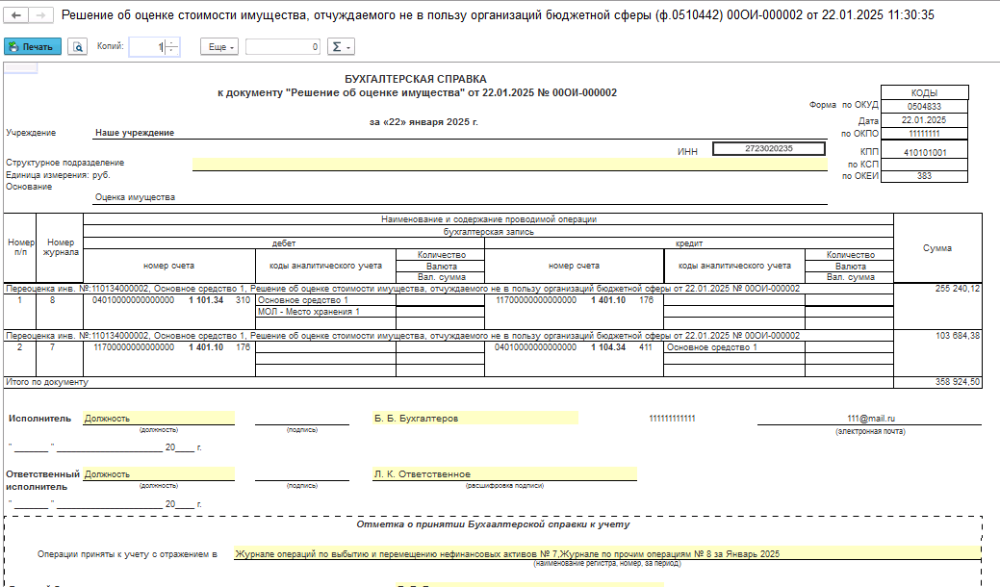 Решение об оценке стоимости имущества, отчуждаемого не в пользу организаций бюджетной сферы (ф.0510442) 00ОИ-000002 от 22.01.2025 11:30:35
Печать Копий: 1 Еще 0 Σ
БУХГАЛТЕРСКАЯ СПРАВКА
к документу "Решение об оценке имущества" от 22.01.2025 № 00ОИ-000002
КОДЫ
Форма по ОКУД 0504833
за «22» января 2025 г.
Дата 22.01.2025
Учреждение Наше учреждение
по ОКПО 11111111
ИНН 2723020235
КПП 410101001
Структурное подразделение
по КСП
Единица измерения: руб.
по ОКЕИ 383
Основание
Оценка имущества
Номер п/п
Номер журнала
Наименование и содержание проводимой операции
Сумма
бухгалтерская запись
дебет кредит
номер счета коды аналитического учета Количество номер счета коды аналитического учета Количество
Валюта Валюта
Вал. сумма Вал. сумма
Переоценка инв. №:110134000002, Основное средство 1, Решение об оценке стоимости имущества, отчуждаемого не в пользу организаций бюджетной сферы от 22.01.2025 № 00ОИ-000002 255 240,12
1 8 04010000000000000 1 101.34 310 Основное средство 1 11700000000000000 1 401.10 176
МОЛ - Место хранения 1
Переоценка инв. №:110134000002, Основное средство 1, Решение об оценке стоимости имущества, отчуждаемого не в пользу организаций бюджетной сферы от 22.01.2025 № 00ОИ-000002 103 684,38
2 7 11700000000000000 1 401.10 176 04010000000000000 1 104.34 411 Основное средство 1
Итого по документу 358 924,50
Исполнитель Должность Б. Б. Бухгалтеров 111111111111 111@mail.ru
(должность) (подпись) (электронная почта)
" _______ " ______________________ 20____ г.
Ответственный исполнитель Должность Л. К. Ответственное
(должность) (подпись) (расшифровка подписи)
" _______ " ______________________ 20____ г.
Отметка о принятии Бухгалтерской справки к учету
Операции приняты к учету с отражением в Журнале операций по выбытию и перемещению нефинансовых активов № 7,Журнале по прочим операциям № 8 за Январь 2025
(наименование регистра, номер, за период)